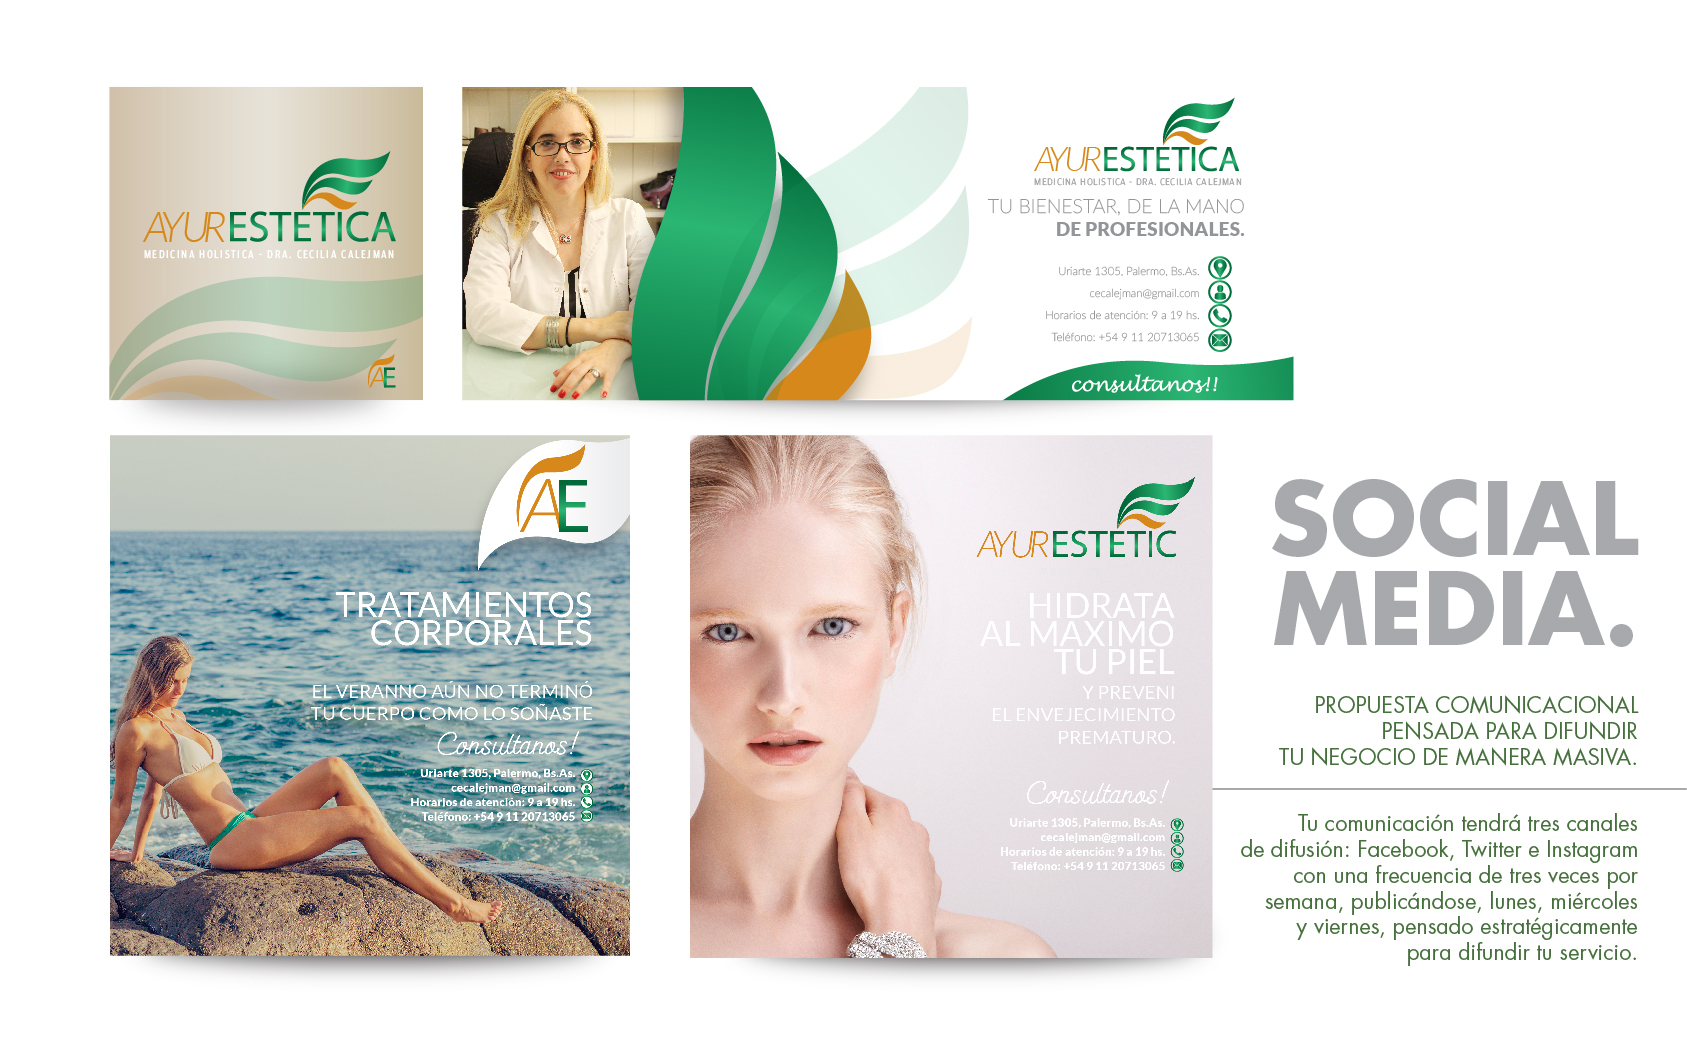 AYURESTETICA
MEDICINA HOLISTICA - DRA. CECILIA CALEJMAN
AE
AYURESTETICA
MEDICINA HOLISTICA - DRA. CECILIA CALEJMAN
TU BIENESTAR, DE LA MANO
DE PROFESIONALES.
Uriarte 1305, Palermo, Bs.As.
cecalejman@gmail.com
Horarios de atención: 9 a 19 hs.
Teléfono: +54 9 11 20713065
consultanos!!
AE
TRATAMIENTOS
CORPORALES
EL VERANNO AÚN NO TERMINÓ
TU CUERPO COMO LO SOÑASTE
Consultanos!
Uriarte 1305, Palermo, Bs.As.
cecalejman@gmail.com
Horarios de atención: 9 a 19 hs.
Teléfono: +54 9 11 20713065
AYURESTETIC
HIDRATA
AL MAXIMO
TU PIEL
Y PREVENI
EL ENVEJECIMIENTO
PREMATURO.
Consultanos!
Uriarte 1305, Palermo, Bs.As.
cecalejman@gmail.com
Horarios de atención: 9 a 19 hs.
Teléfono: +54 9 11 20713065
SOCIAL
MEDIA.
PROPUESTA COMUNICACIONAL
PENSADA PARA DIFUNDIR
TU NEGOCIO DE MANERA MASIVA.
Tu comunicación tendrá tres canales
de difusión: Facebook, Twitter e Instagram
con una frecuencia de tres veces por
semana, publicándose, lunes, miércoles
y viernes, pensado estratégicamente
para difundir tu servicio.